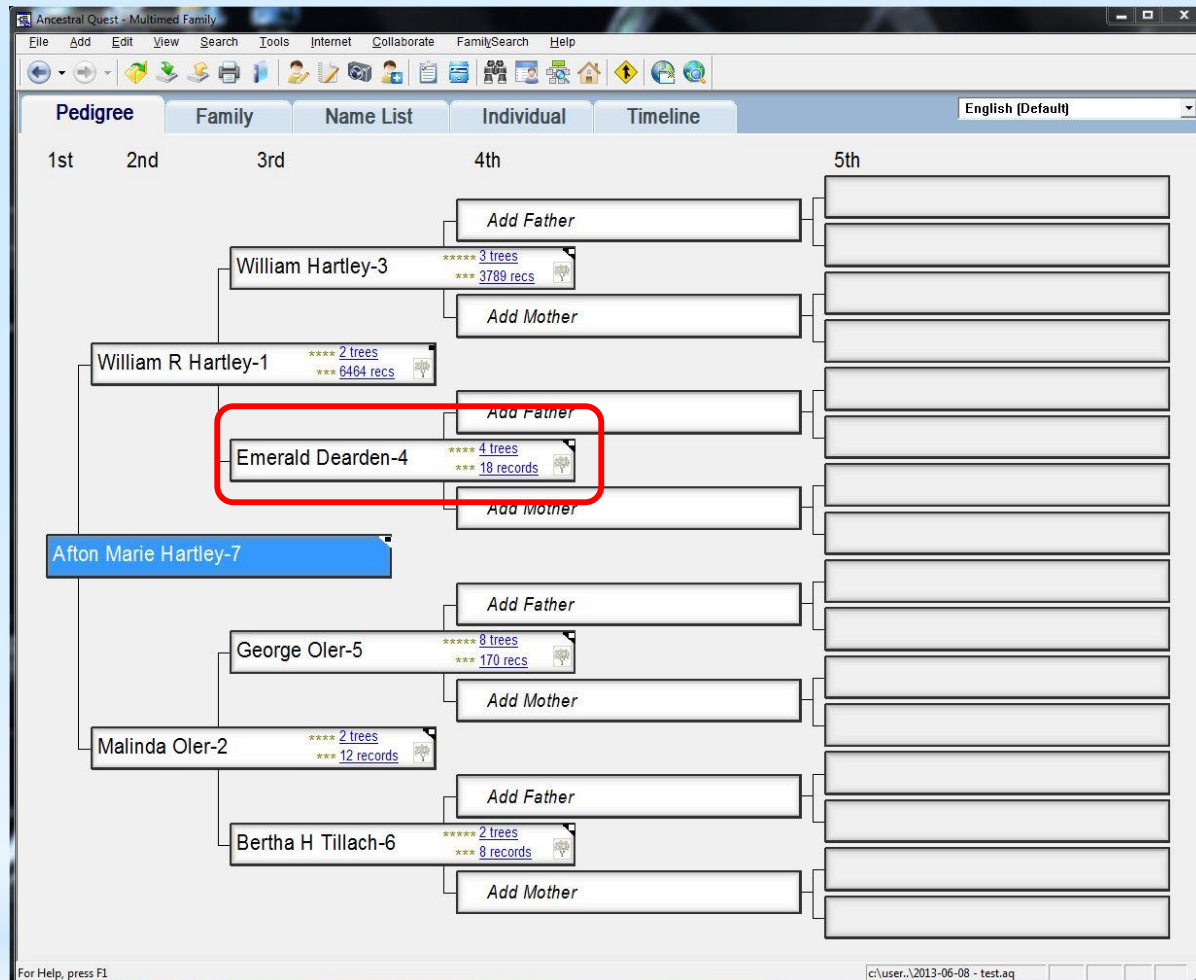 Ancestral Quest - Multimed Family
File Add Edit View Search Tools Internet Collaborate FamilySearch Help
Pedigree Family Name List Individual Timeline English (Default)
1st 2nd 3rd 4th 5th
Add Father
William Hartley-3 ***** 3 trees
*** 3789 recs
Add Mother
William R Hartley-1 **** 2 trees
*** 6464 recs
Add Father
Emerald Dearden-4 **** 4 trees
*** 18 records
Add Mother
Afton Marie Hartley-7
Add Father
George Oler-5 ***** 8 trees
*** 170 recs
Add Mother
Malinda Oler-2 **** 2 trees
*** 12 records
Add Father
Bertha H Tillach-6 ***** 2 trees
*** 8 records
Add Mother
For Help, press F1 c:\user..\2013-06-08 - test.aq